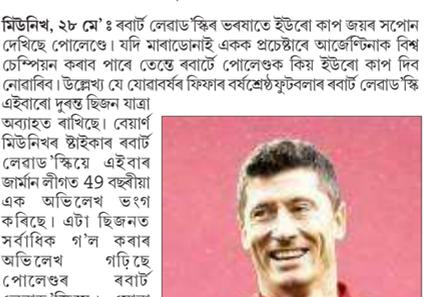 মিউনিখ, ২৮ মে’ঃ ৰবাৰ্ট লেৱাড’স্কিৰ ভৰষাতে ইউৰো কাপ জয়ৰ সপোন
দেখিছে পোলেণ্ডে। যদি মাৰাডোনাই একক প্ৰচেষ্টাৰে আৰ্জেণ্টিনাক বিশ্ব
চেম্পিয়ন কৰাব পাৰে তেন্তে ৰবাৰ্টে পোলেণ্ডক কিয় ইউৰো কাপ দিব
নোৱাৰিব। উল্লেখ্য যে যোৱাবৰ্ষৰ ফিফাৰ বৰ্ষশ্ৰেষ্ঠফুটবলাৰ ৰবাৰ্ট লেৱাড’স্কি
এইবাৰো দুৰন্ত ছিজন যাত্ৰা
অব্যাহত ৰাখিছে। বেয়াৰ্ণ
মিউনিখৰ ষ্টাইকাৰ ৰবাৰ্ট
লেৱাড’স্কিয়ে এইবাৰ
জাৰ্মান লীগত 49 বছৰীয়া
এক অভিলেখ ভংগ
কৰিছে। এটা ছিজনত
সৰ্বাধিক গ’ল কৰাৰ
অভিলেখ গঢ়িছে
পোলেণ্ডৰ ৰবাৰ্ট